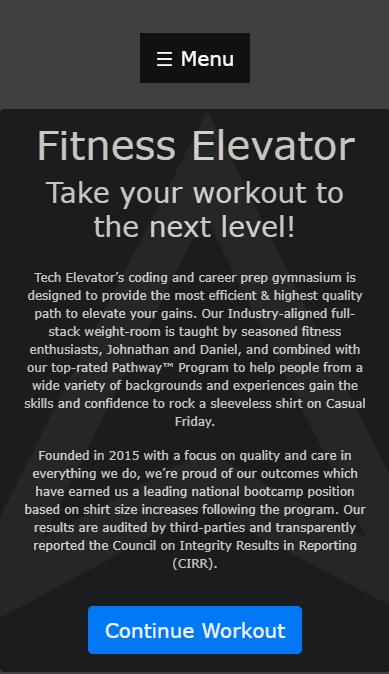 ☰ Menu
Fitness Elevator
Take your workout to
the next level!
Tech Elevator’s coding and career prep gymnasium is
designed to provide the most efficient & highest quality
path to elevate your gains. Our Industry-aligned full-
stack weight-room is taught by seasoned fitness
enthusiasts, Johnathan and Daniel, and combined with
our top-rated Pathway™ Program to help people from a
wide variety of backgrounds and experiences gain the
skills and confidence to rock a sleeveless shirt on Casual
Friday.
Founded in 2015 with a focus on quality and care in
everything we do, we’re proud of our outcomes which
have earned us a leading national bootcamp position
based on shirt size increases following the program. Our
results are audited by third-parties and transparently
reported the Council on Integrity Results in Reporting
(CIRR).
Continue Workout